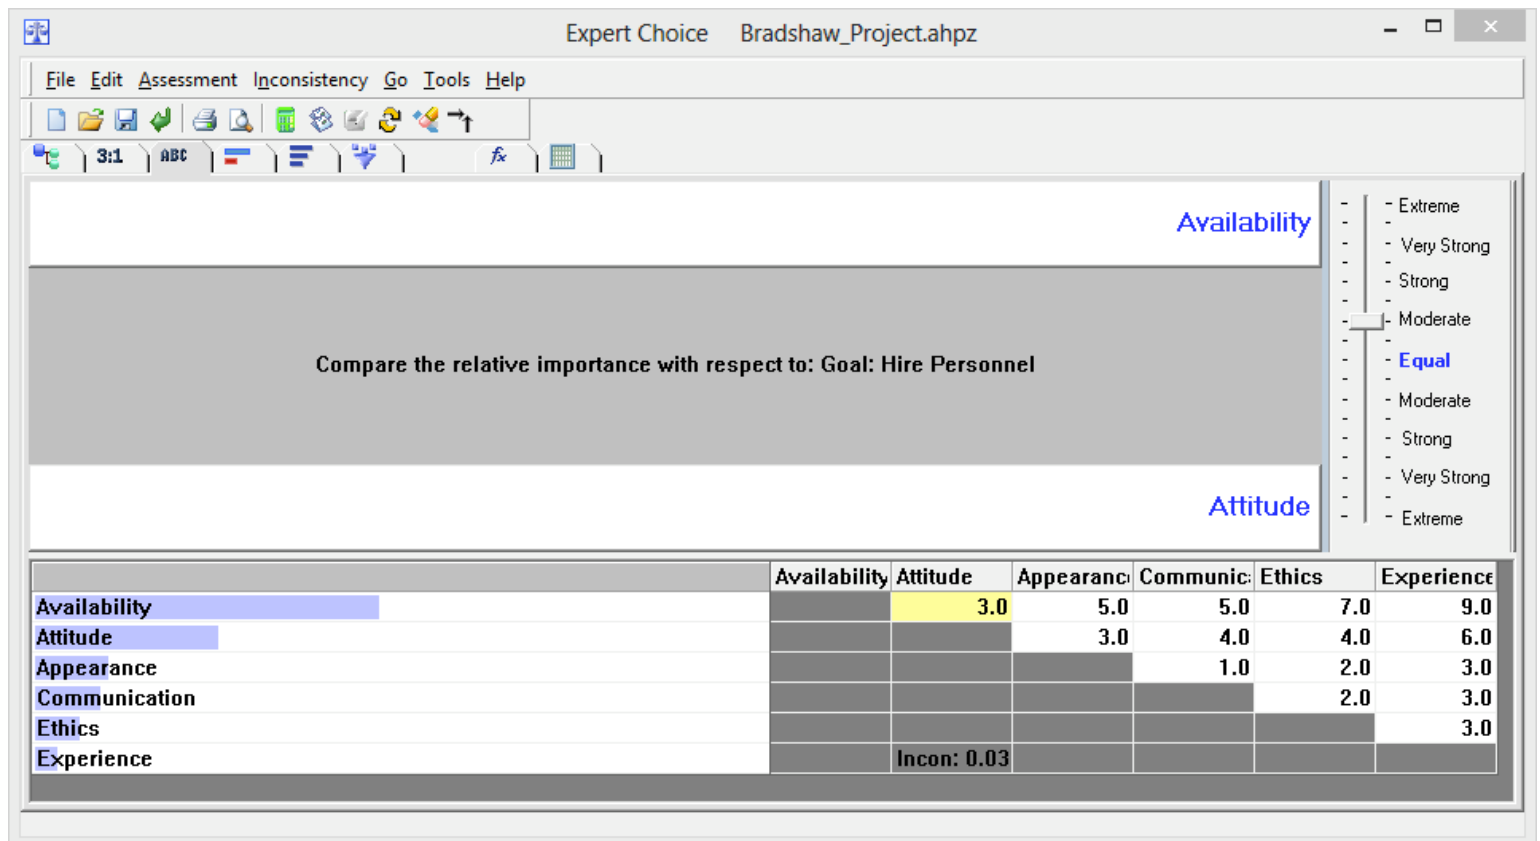 Expert Choice Bradshaw_Project.ahpz
File Edit Assessment Inconsistency Go Tools Help
3:1 ABC fx
Availability
Extreme
Very Strong
Strong
Moderate
Equal
Moderate
Strong
Very Strong
Extreme
Compare the relative importance with respect to: Goal: Hire Personnel
Attitude
Availability Attitude Appearanc Communic Ethics Experience
Availability 3.0 5.0 5.0 7.0 9.0
Attitude 3.0 4.0 4.0 6.0
Appearance 1.0 2.0 3.0
Communication 2.0 3.0
Ethics 3.0
Experience Incon: 0.03